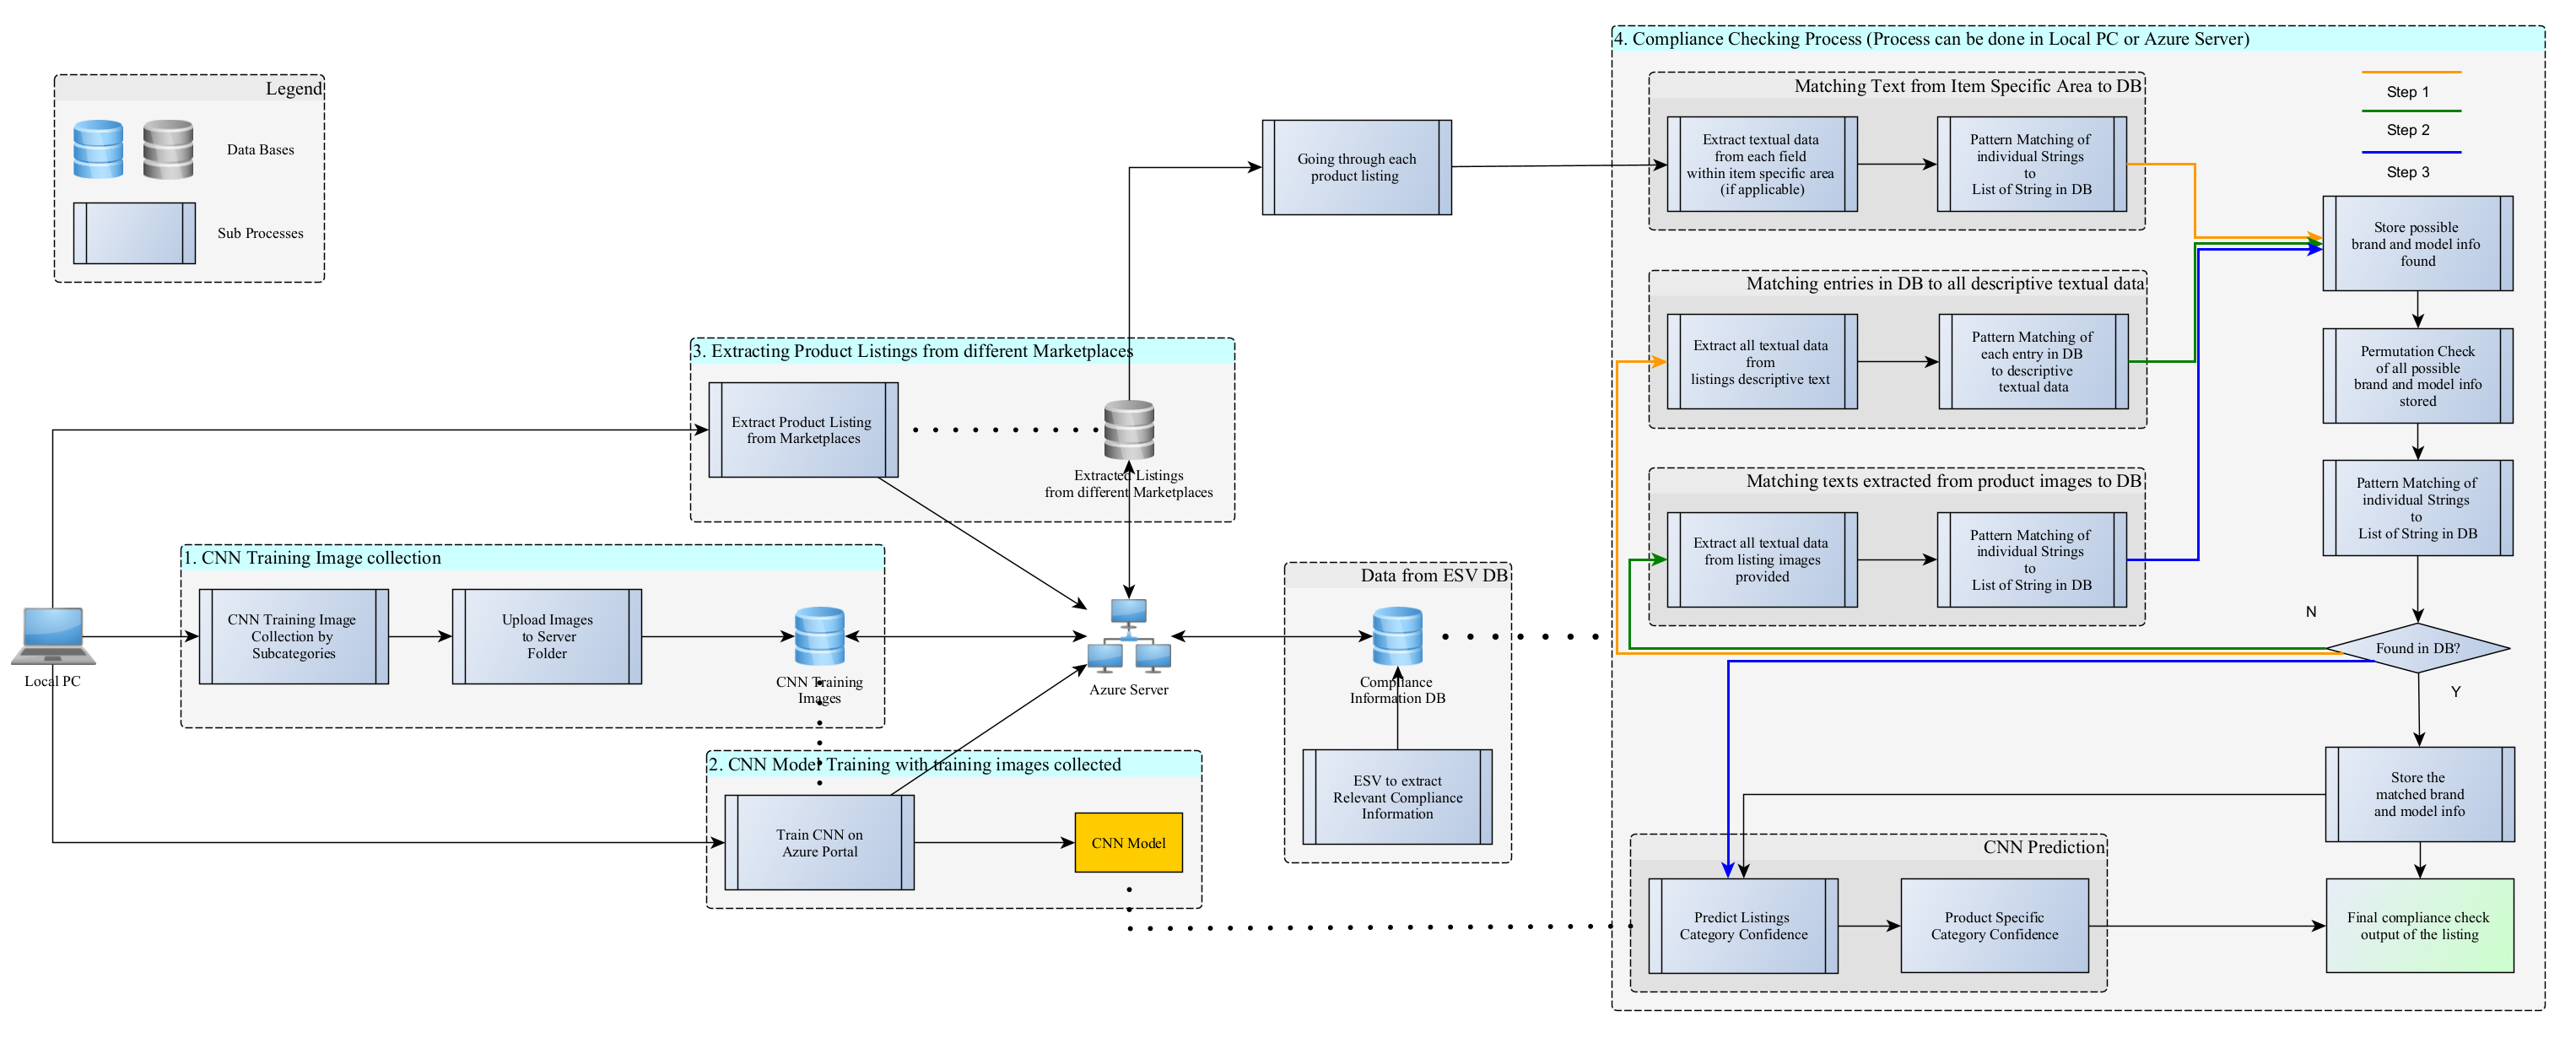 Legend
Data Bases
Sub Processes
Local PC
1. CNN Training Image collection
CNN Training Image
Collection by
Subcategories
Upload Images
to Server
Folder
CNN Training
Images
2. CNN Model Training with training images collected
Train CNN on
Azure Portal
CNN Model
3. Extracting Product Listings from different Marketplaces
Extract Product Listing
from Marketplaces
Extracted Listings
from different Marketplaces
Azure Server
Going through each
product listing
Data from ESV DB
Compliance
Information DB
ESV to extract
Relevant Compliance
Information
4. Compliance Checking Process (Process can be done in Local PC or Azure Server)
Matching Text from Item Specific Area to DB
Extract textual data
from each field
within item specific area
(if applicable)
Pattern Matching of
individual Strings
to
List of String in DB
Matching entries in DB to all descriptive textual data
Extract all textual data
from
listings descriptive text
Pattern Matching of
each entry in DB
to descriptive
textual data
Matching texts extracted from product images to DB
Extract all textual data
from listing images
provided
Pattern Matching of
individual Strings
to
List of String in DB
Step 1
Step 2
Step 3
Store possible
brand and model info
found
Permutation Check
of all possible
brand and model info
stored
Pattern Matching of
individual Strings
to
List of String in DB
N
Found in DB?
Y
Store the
matched brand
and model info
CNN Prediction
Predict Listings
Category Confidence
Product Specific
Category Confidence
Final compliance check
output of the listing